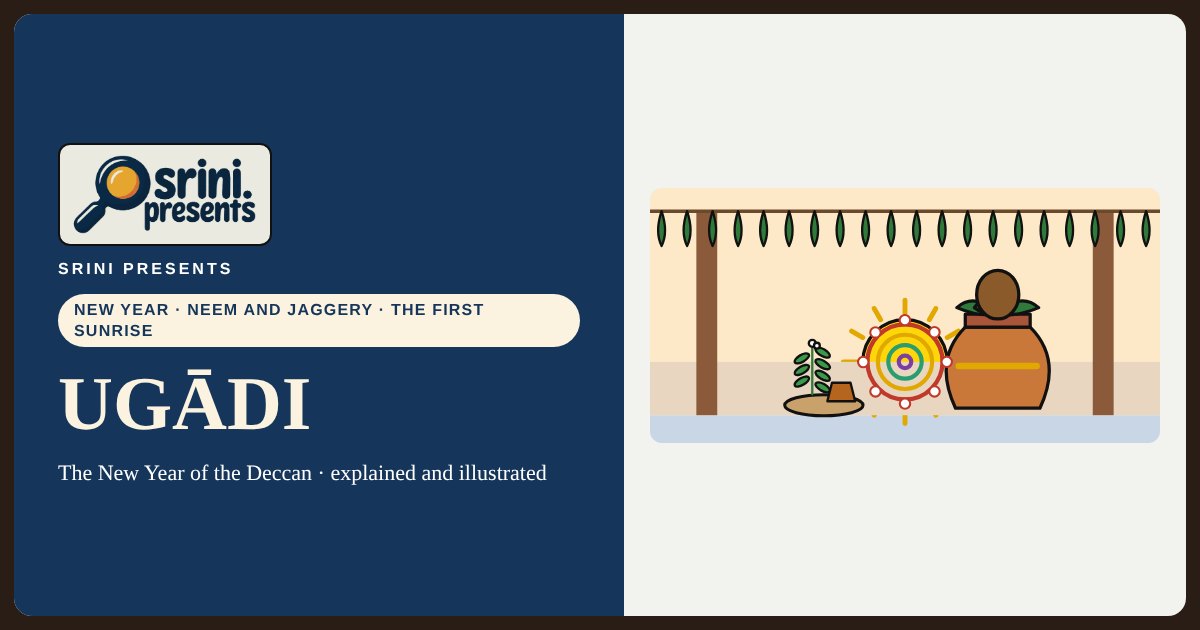 srini.
presents
SRINI PRESENTS
NEW YEAR · NEEM AND JAGGERY · THE FIRST
SUNRISE
UGĀDI
The New Year of the Deccan · explained and illustrated